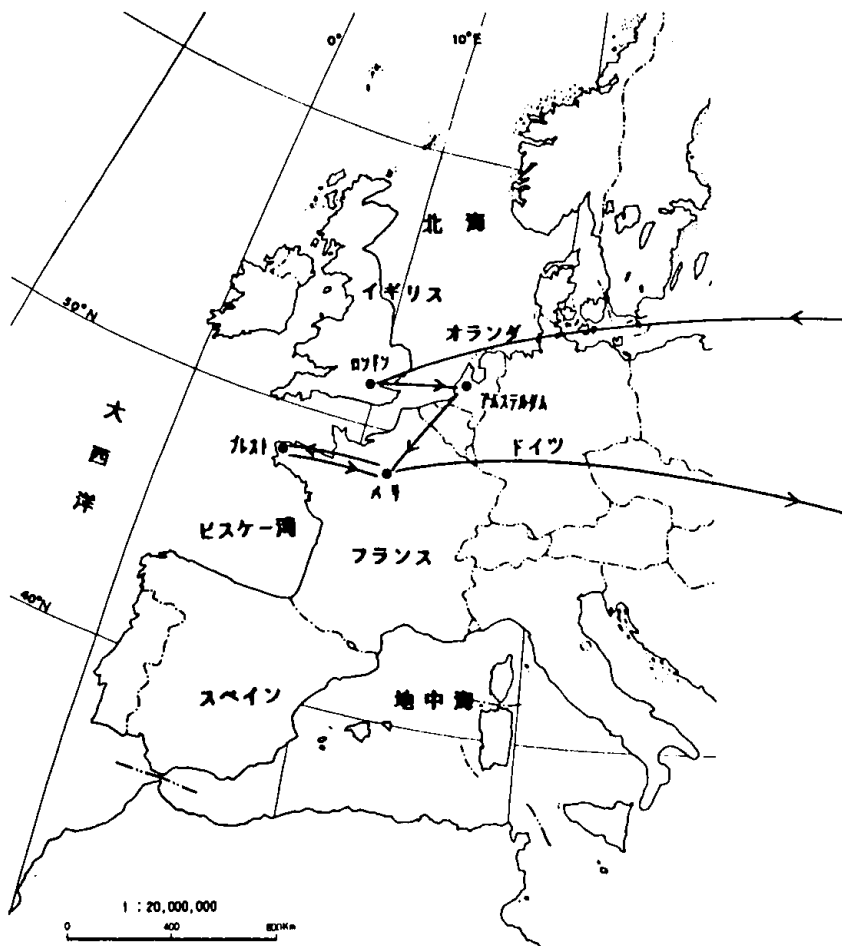 0°
10°E
北海
イギリス
50°N
オランダ
ロンドン
アムステルダム
大西洋
ブレスト
ドイツ
パリ
ビスケー湾
フランス
40°N
スペイン
地中海
1 : 20,000,000
0 400 800Km